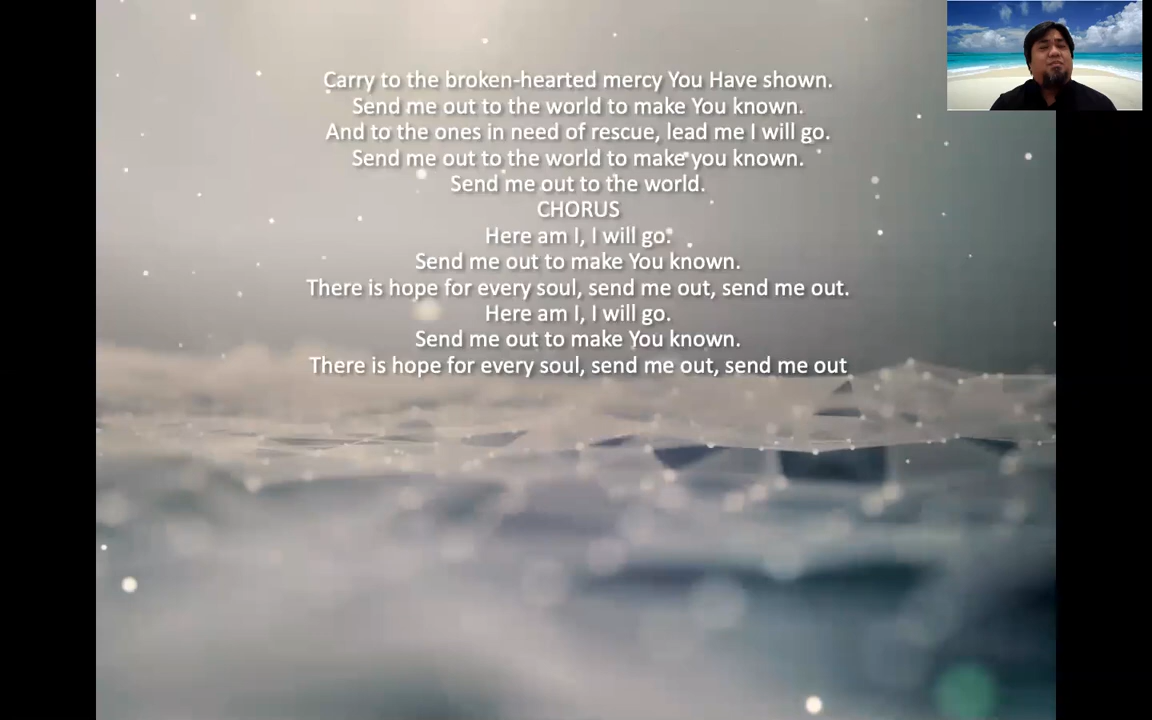 Carry to the broken-hearted mercy You Have shown.
Send me out to the world to make You known.
And to the ones in need of rescue, lead me I will go.
Send me out to the world to make you known.
Send me out to the world.
CHORUS
Here am I, I will go.
Send me out to make You known.
There is hope for every soul, send me out, send me out.
Here am I, I will go.
Send me out to make You known.
There is hope for every soul, send me out, send me out